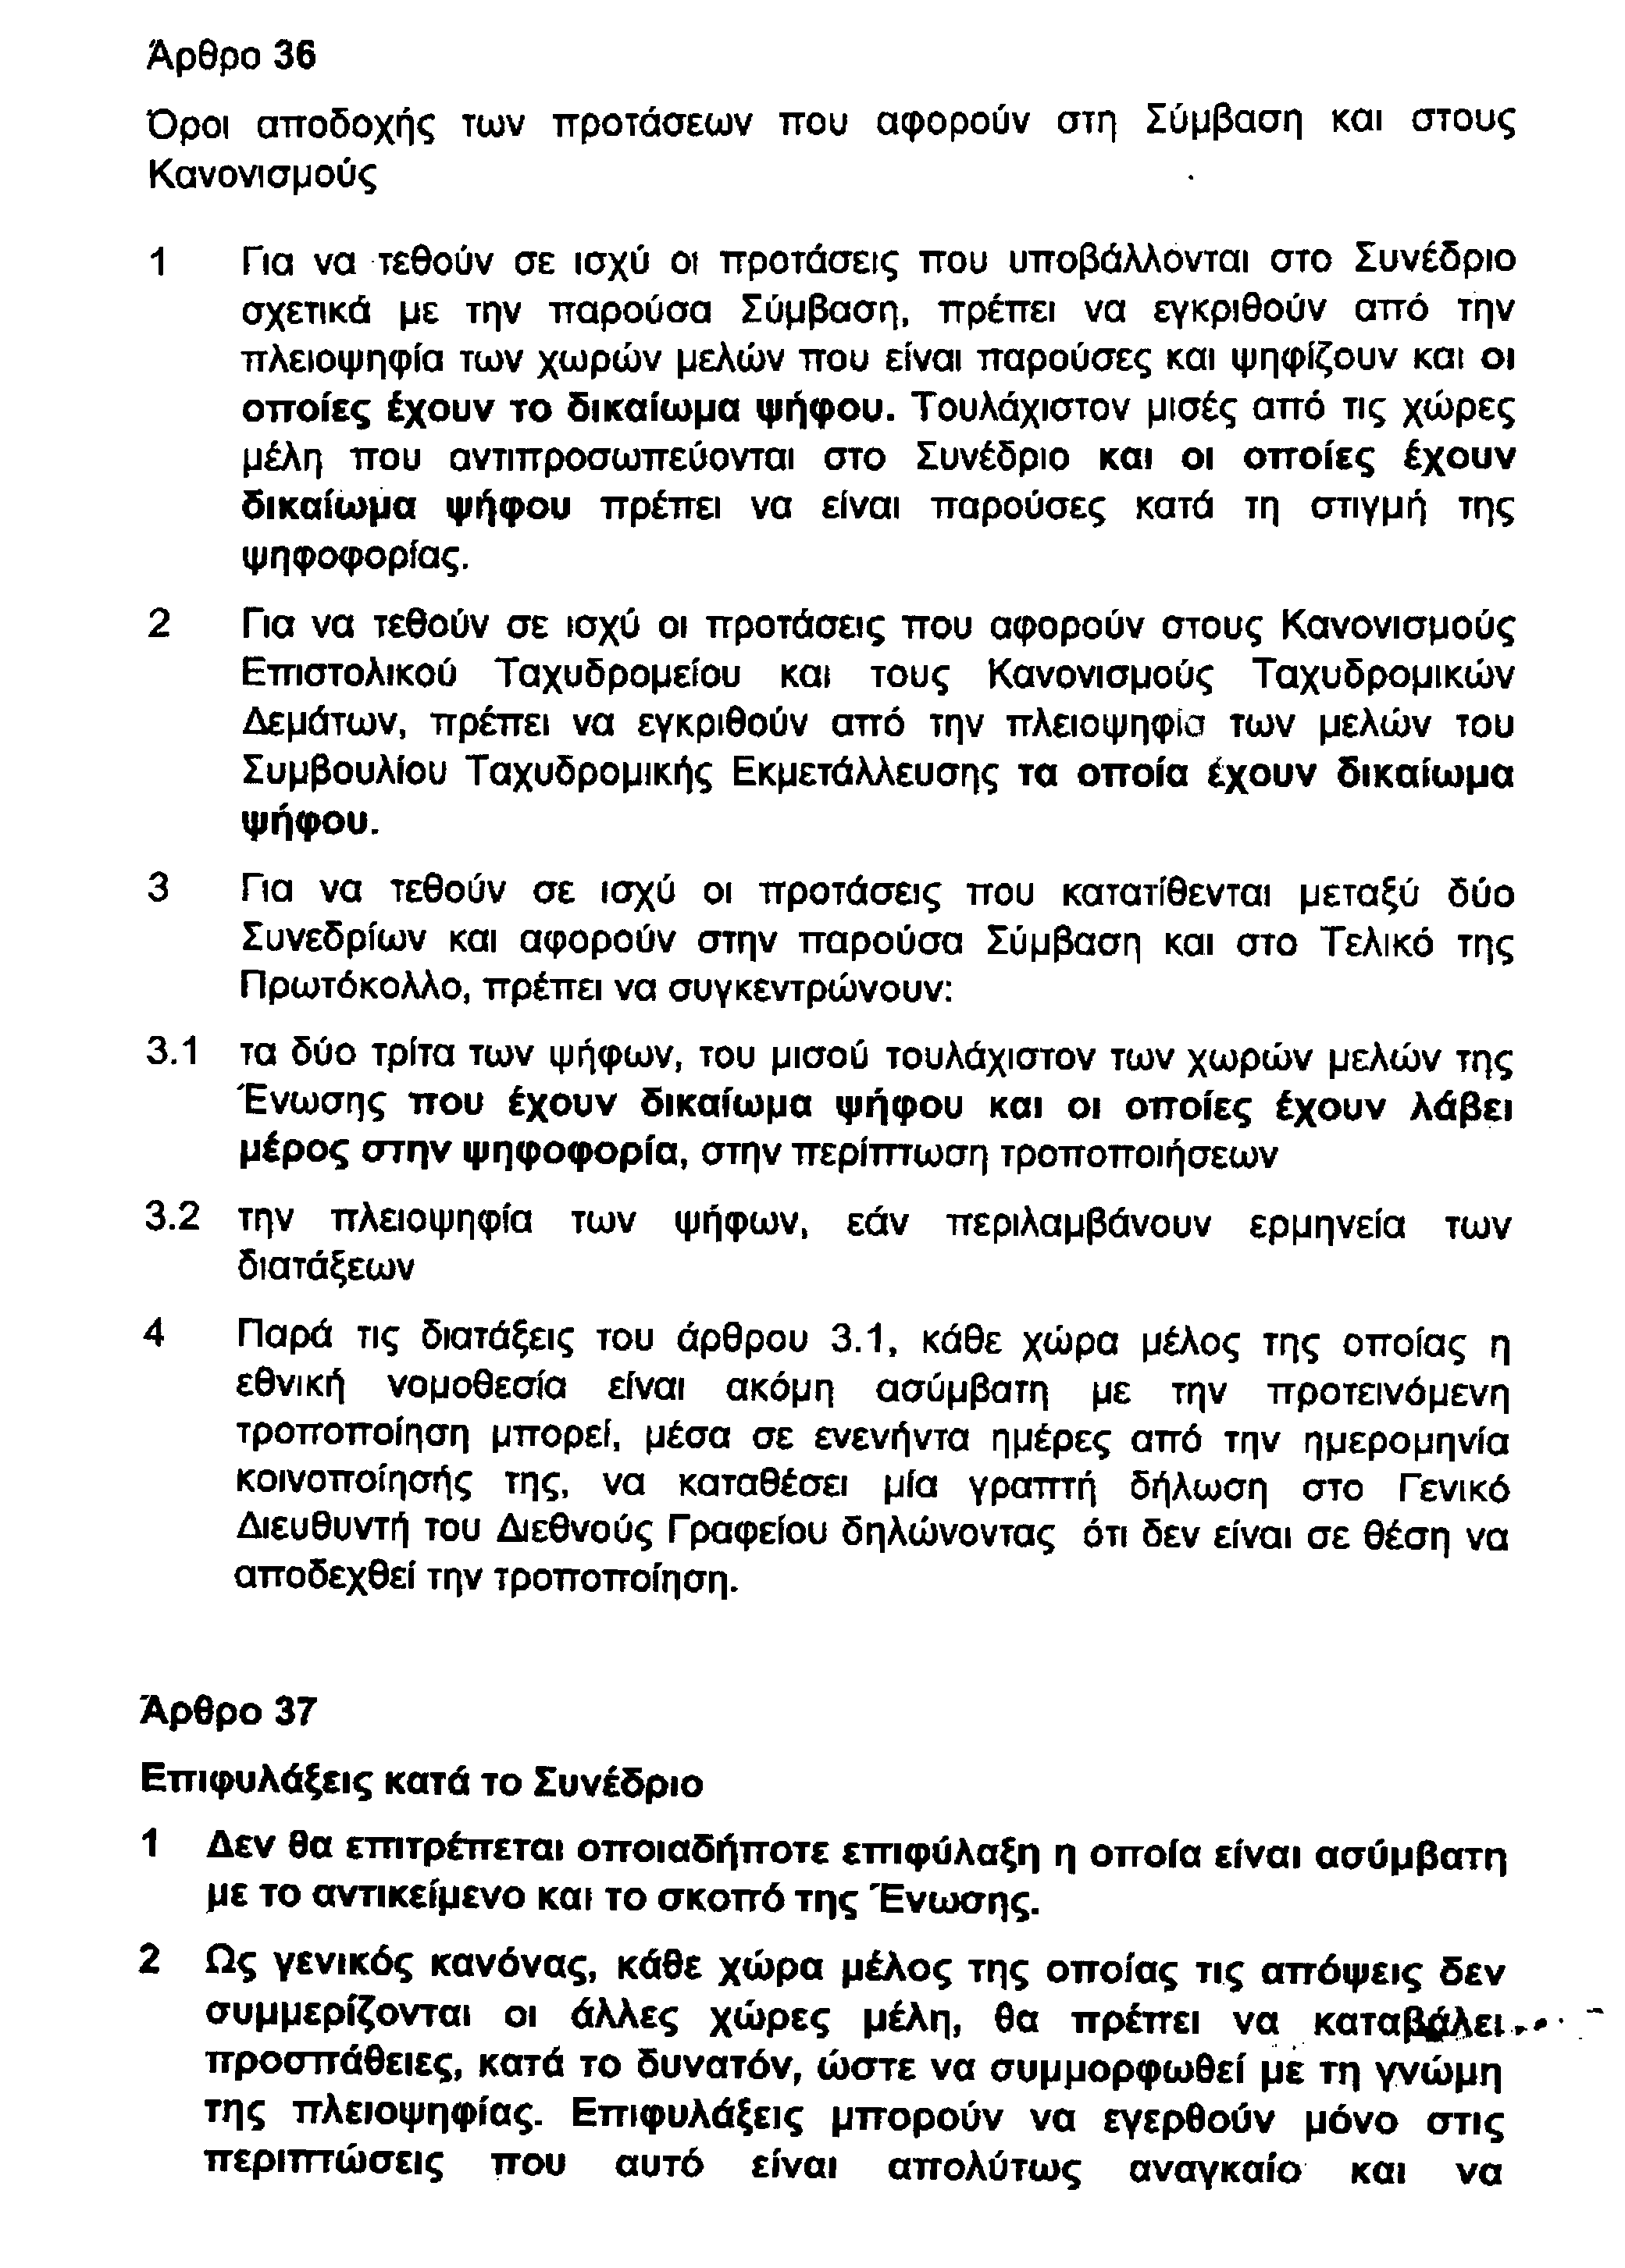 Άρθρο 36
Όροι αποδοχής των προτάσεων που αφορούν στη Σύμβαση και στους
Κανονισμούς
1 Για να τεθούν σε ισχύ οι προτάσεις που υποβάλλονται στο Συνέδριο
σχετικά με την παρούσα Σύμβαση, πρέπει να εγκριθούν από την
πλειοψηφία των χωρών μελών που είναι παρούσες και ψηφίζουν και οι
οποίες έχουν το δικαίωμα ψήφου. Τουλάχιστον μισές από τις χώρες
μέλη που αντιπροσωπεύονται στο Συνέδριο και οι οποίες έχουν
δικαίωμα ψήφου πρέπει να είναι παρούσες κατά τη στιγμή της
ψηφοφορίας.
2 Για να τεθούν σε ισχύ οι προτάσεις που αφορούν στους Κανονισμούς
Επιστολικού Ταχυδρομείου και τους Κανονισμούς Ταχυδρομικών
Δεμάτων, πρέπει να εγκριθούν από την πλειοψηφία των μελών του
Συμβουλίου Ταχυδρομικής Εκμετάλλευσης τα οποία έχουν δικαίωμα
ψήφου.
3 Για να τεθούν σε ισχύ οι προτάσεις που κατατίθενται μεταξύ δύο
Συνεδρίων και αφορούν στην παρούσα Σύμβαση και στο Τελικό της
Πρωτόκολλο, πρέπει να συγκεντρώνουν:
3.1 τα δύο τρίτα των ψήφων, του μισού τουλάχιστον των χωρών μελών της
Ένωσης που έχουν δικαίωμα ψήφου και οι οποίες έχουν λάβει
μέρος στην ψηφοφορία, στην περίπτωση τροποποιήσεων
3.2 την πλειοψηφία των ψήφων, εάν περιλαμβάνουν ερμηνεία των
διατάξεων
4 Παρά τις διατάξεις του άρθρου 3.1, κάθε χώρα μέλος της οποίας η
εθνική νομοθεσία είναι ακόμη ασύμβατη με την προτεινόμενη
τροποποίηση μπορεί, μέσα σε ενενήντα ημέρες από την ημερομηνία
κοινοποίησής της, να καταθέσει μία γραπτή δήλωση στο Γενικό
Διευθυντή του Διεθνούς Γραφείου δηλώνοντας ότι δεν είναι σε θέση να
αποδεχθεί την τροποποίηση.
Άρθρο 37
Επιφυλάξεις κατά το Συνέδριο
1 Δεν θα επιτρέπεται οποιαδήποτε επιφύλαξη η οποία είναι ασύμβατη
με το αντικείμενο και το σκοπό της Ένωσης.
2 Ως γενικός κανόνας, κάθε χώρα μέλος της οποίας τις απόψεις δεν
συμμερίζονται οι άλλες χώρες μέλη, θα πρέπει να καταβάλει
προσπάθειες, κατά το δυνατόν, ώστε να συμμορφωθεί με τη γνώμη
της πλειοψηφίας. Επιφυλάξεις μπορούν να εγερθούν μόνο στις
περιπτώσεις που αυτό είναι απολύτως αναγκαίο και να